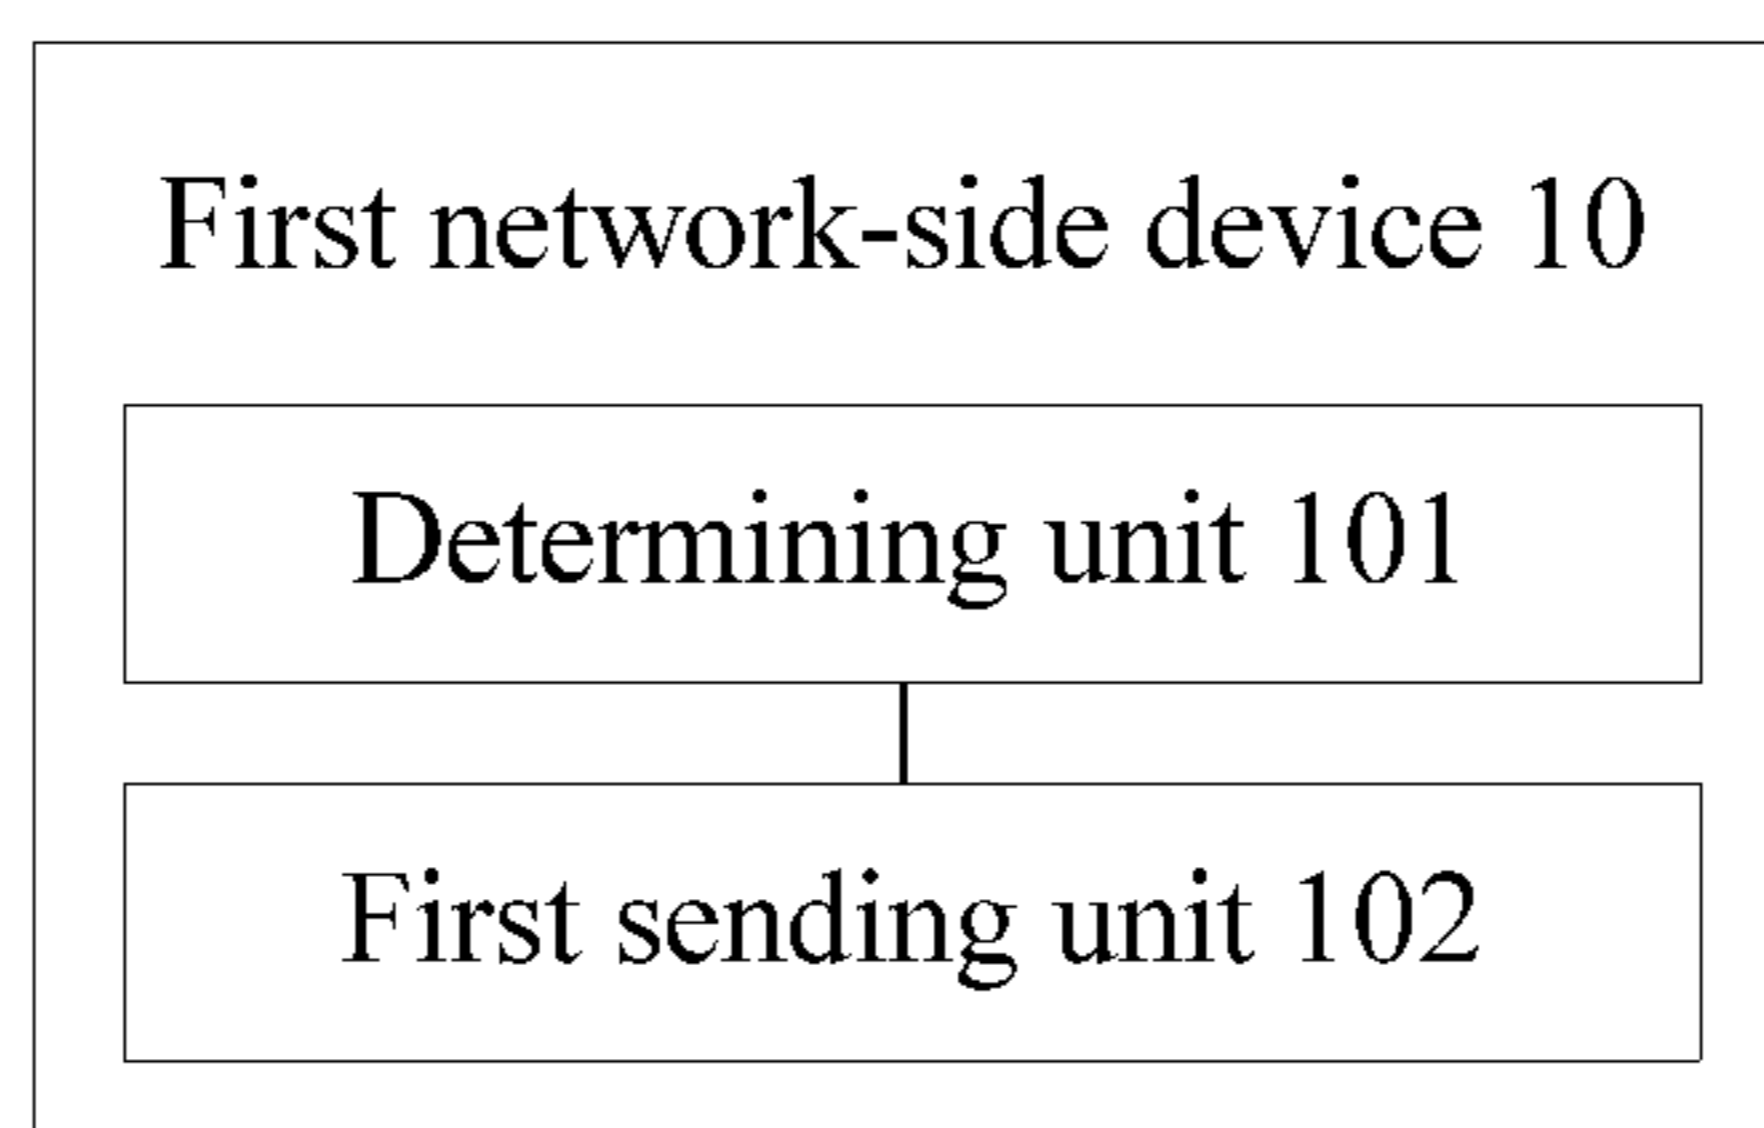 First network-side device 10
Determining unit 101
First sending unit 102